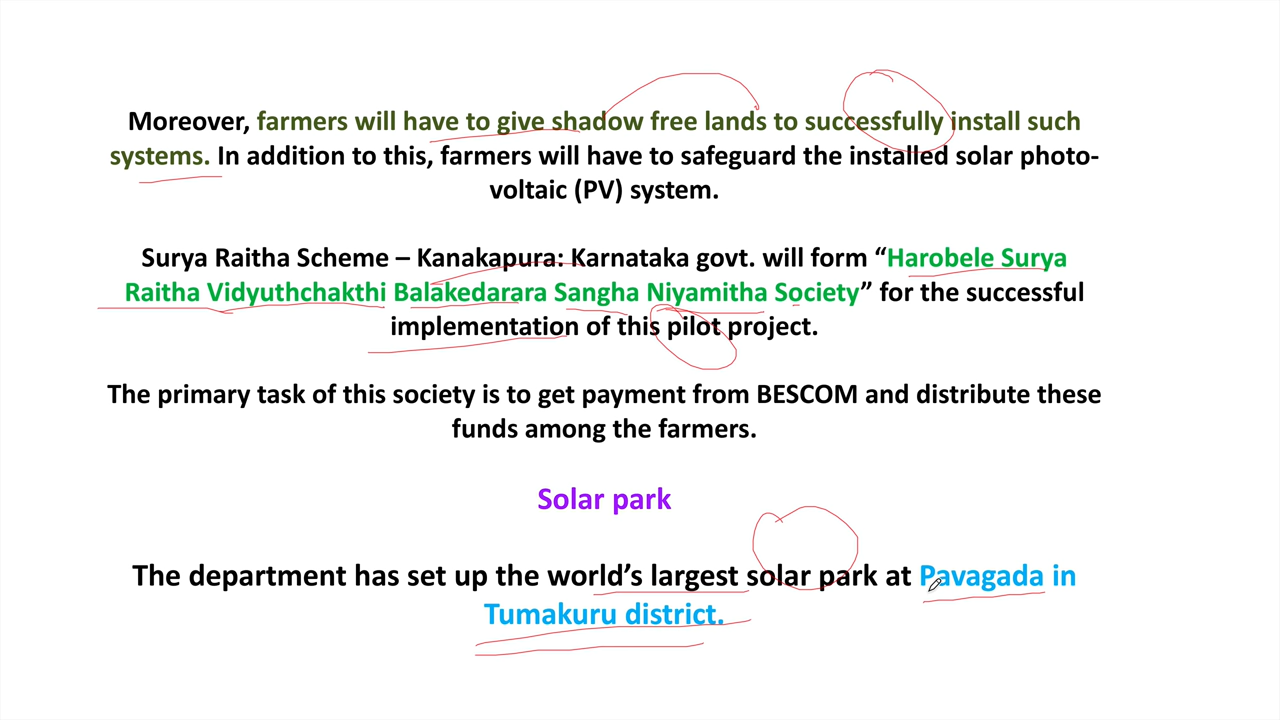 Moreover, farmers will have to give shadow free lands to successfully install such
systems. In addition to this, farmers will have to safeguard the installed solar photo-
voltaic (PV) system.
Surya Raitha Scheme – Kanakapura: Karnataka govt. will form “Harobele Surya
Raitha Vidyuthchakthi Balakedarara Sangha Niyamitha Society” for the successful
implementation of this pilot project.
The primary task of this society is to get payment from BESCOM and distribute these
funds among the farmers.
Solar park
The department has set up the world’s largest solar park at Pavagada in
Tumakuru district.